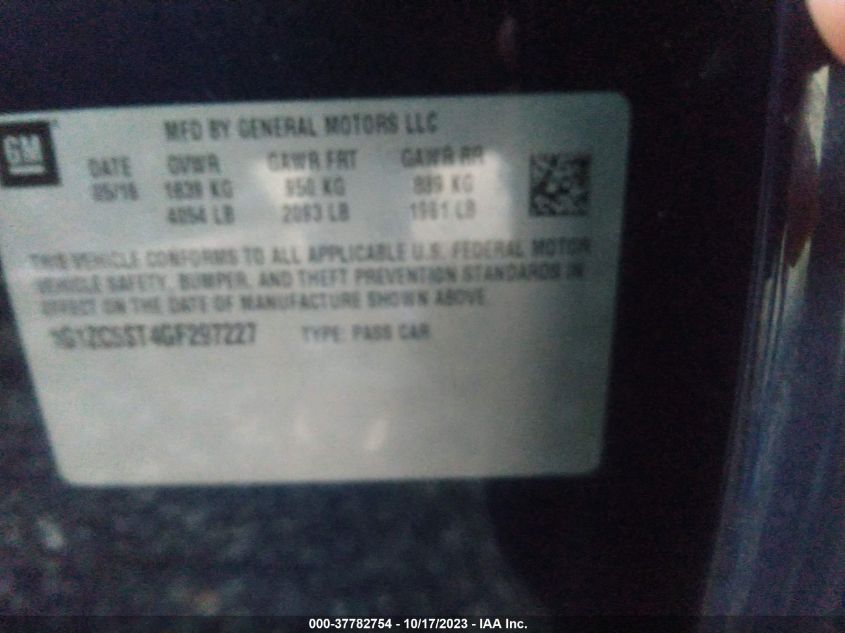 GM
MFD BY GENERAL MOTORS LLC
DATE GVWR GAWR FRT GAWR RR
05/16 1839 KG 950 KG 889 KG
4054 LB 2093 LB 1961 LB
THIS VEHICLE CONFORMS TO ALL APPLICABLE U.S. FEDERAL MOTOR
VEHICLE SAFETY, BUMPER, AND THEFT PREVENTION STANDARDS IN
EFFECT ON THE DATE OF MANUFACTURE SHOWN ABOVE.
1G1ZC5ST4GF297227 TYPE: PASS CAR
000-37782754 - 10/17/2023 - IAA Inc.